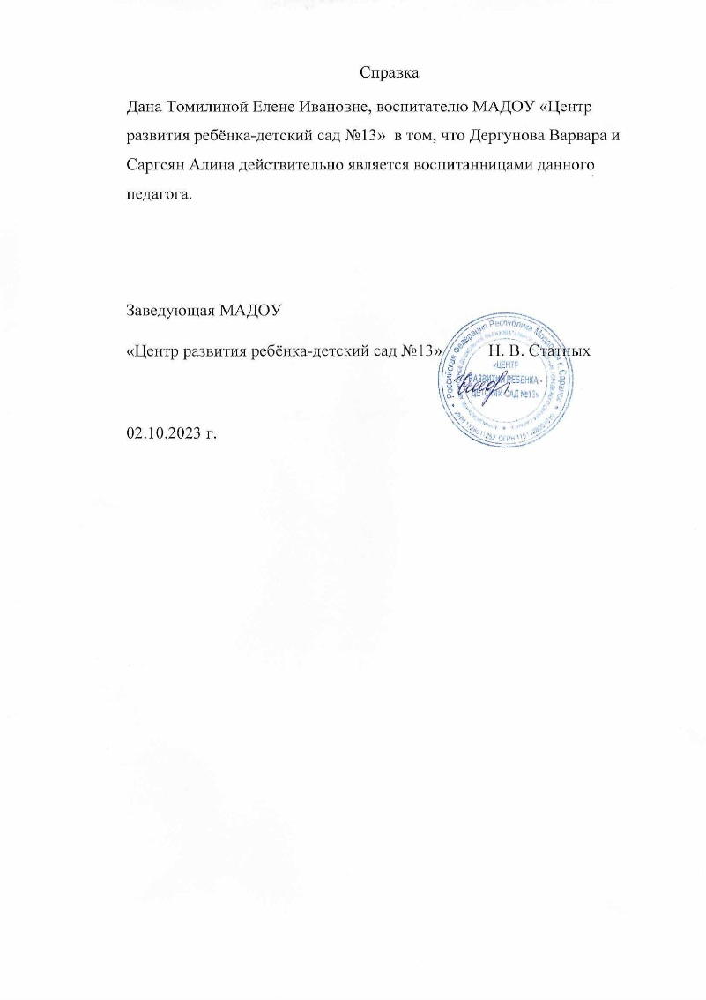 Справка
Дана Томилиной Елене Ивановне, воспитателю МАДОУ «Центр
развития ребёнка-детский сад №13»  в том, что Дергунова Варвара и
Саргсян Алина действительно является воспитанницами данного
педагога.
Заведующая МАДОУ
«Центр развития ребёнка-детский сад №13» Н. В. Статных
Российская Федерация Республика Мордовия г. Саранск
«ЦЕНТР
РАЗВИТИЯ РЕБЕНКА -
ДЕТСКИЙ САД №13»
02.10.2023 г.